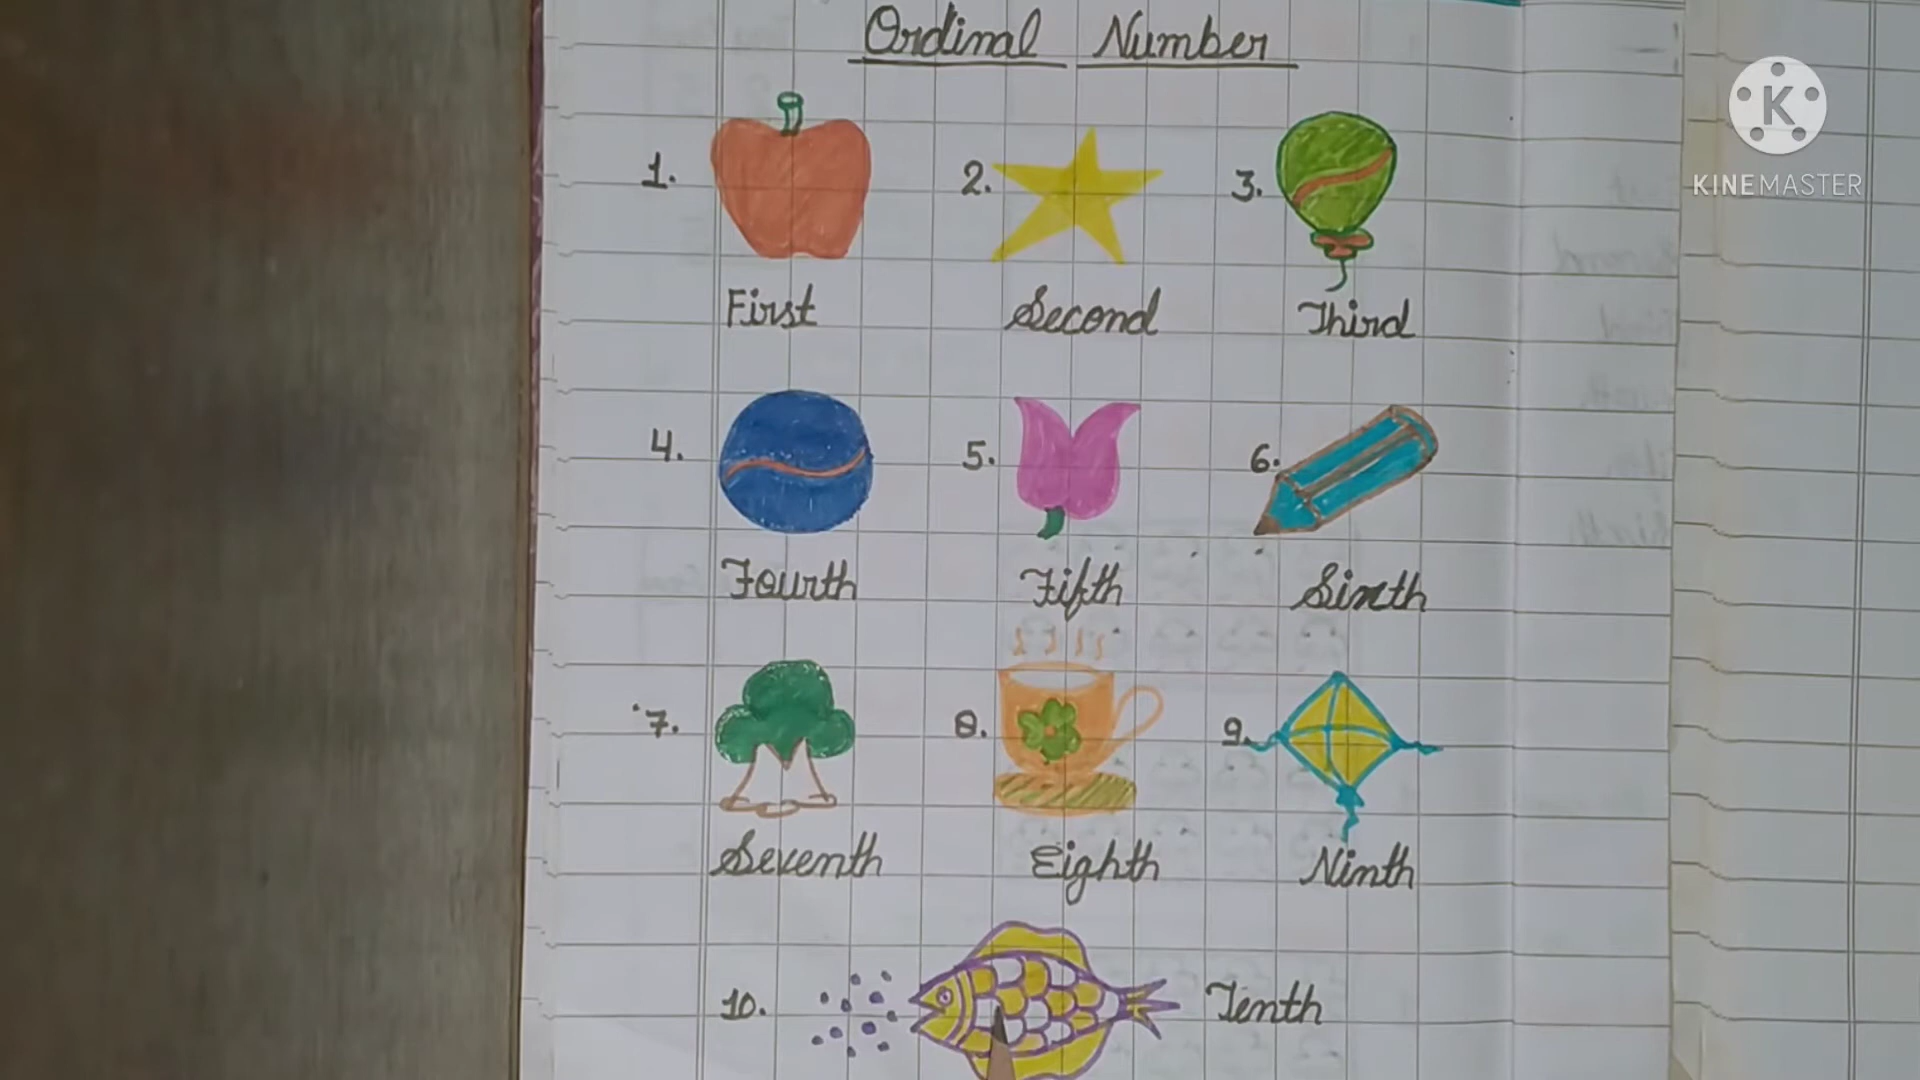 Ordinal Number
1. 2. 3.
First Second Third
4. 5. 6.
Fourth Fifth Sixth
7. 8. 9.
Seventh Eighth Ninth
10. Tenth
K
KINEMASTER